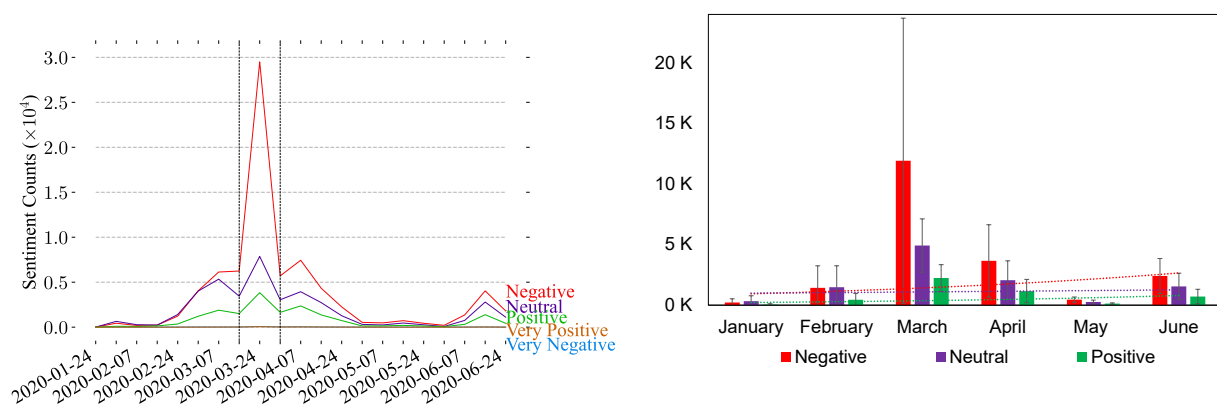 Sentiment Counts (×10⁴)
3.0
2.5
2.0
1.5
1.0
0.5
0.0
Negative
Neutral
Positive
Very Positive
Very Negative
2020-01-24
2020-02-07
2020-02-24
2020-03-07
2020-03-24
2020-04-07
2020-04-24
2020-05-07
2020-05-24
2020-06-07
2020-06-24
20 K
15 K
10 K
5 K
0 K
January February March April May June
Negative Neutral Positive